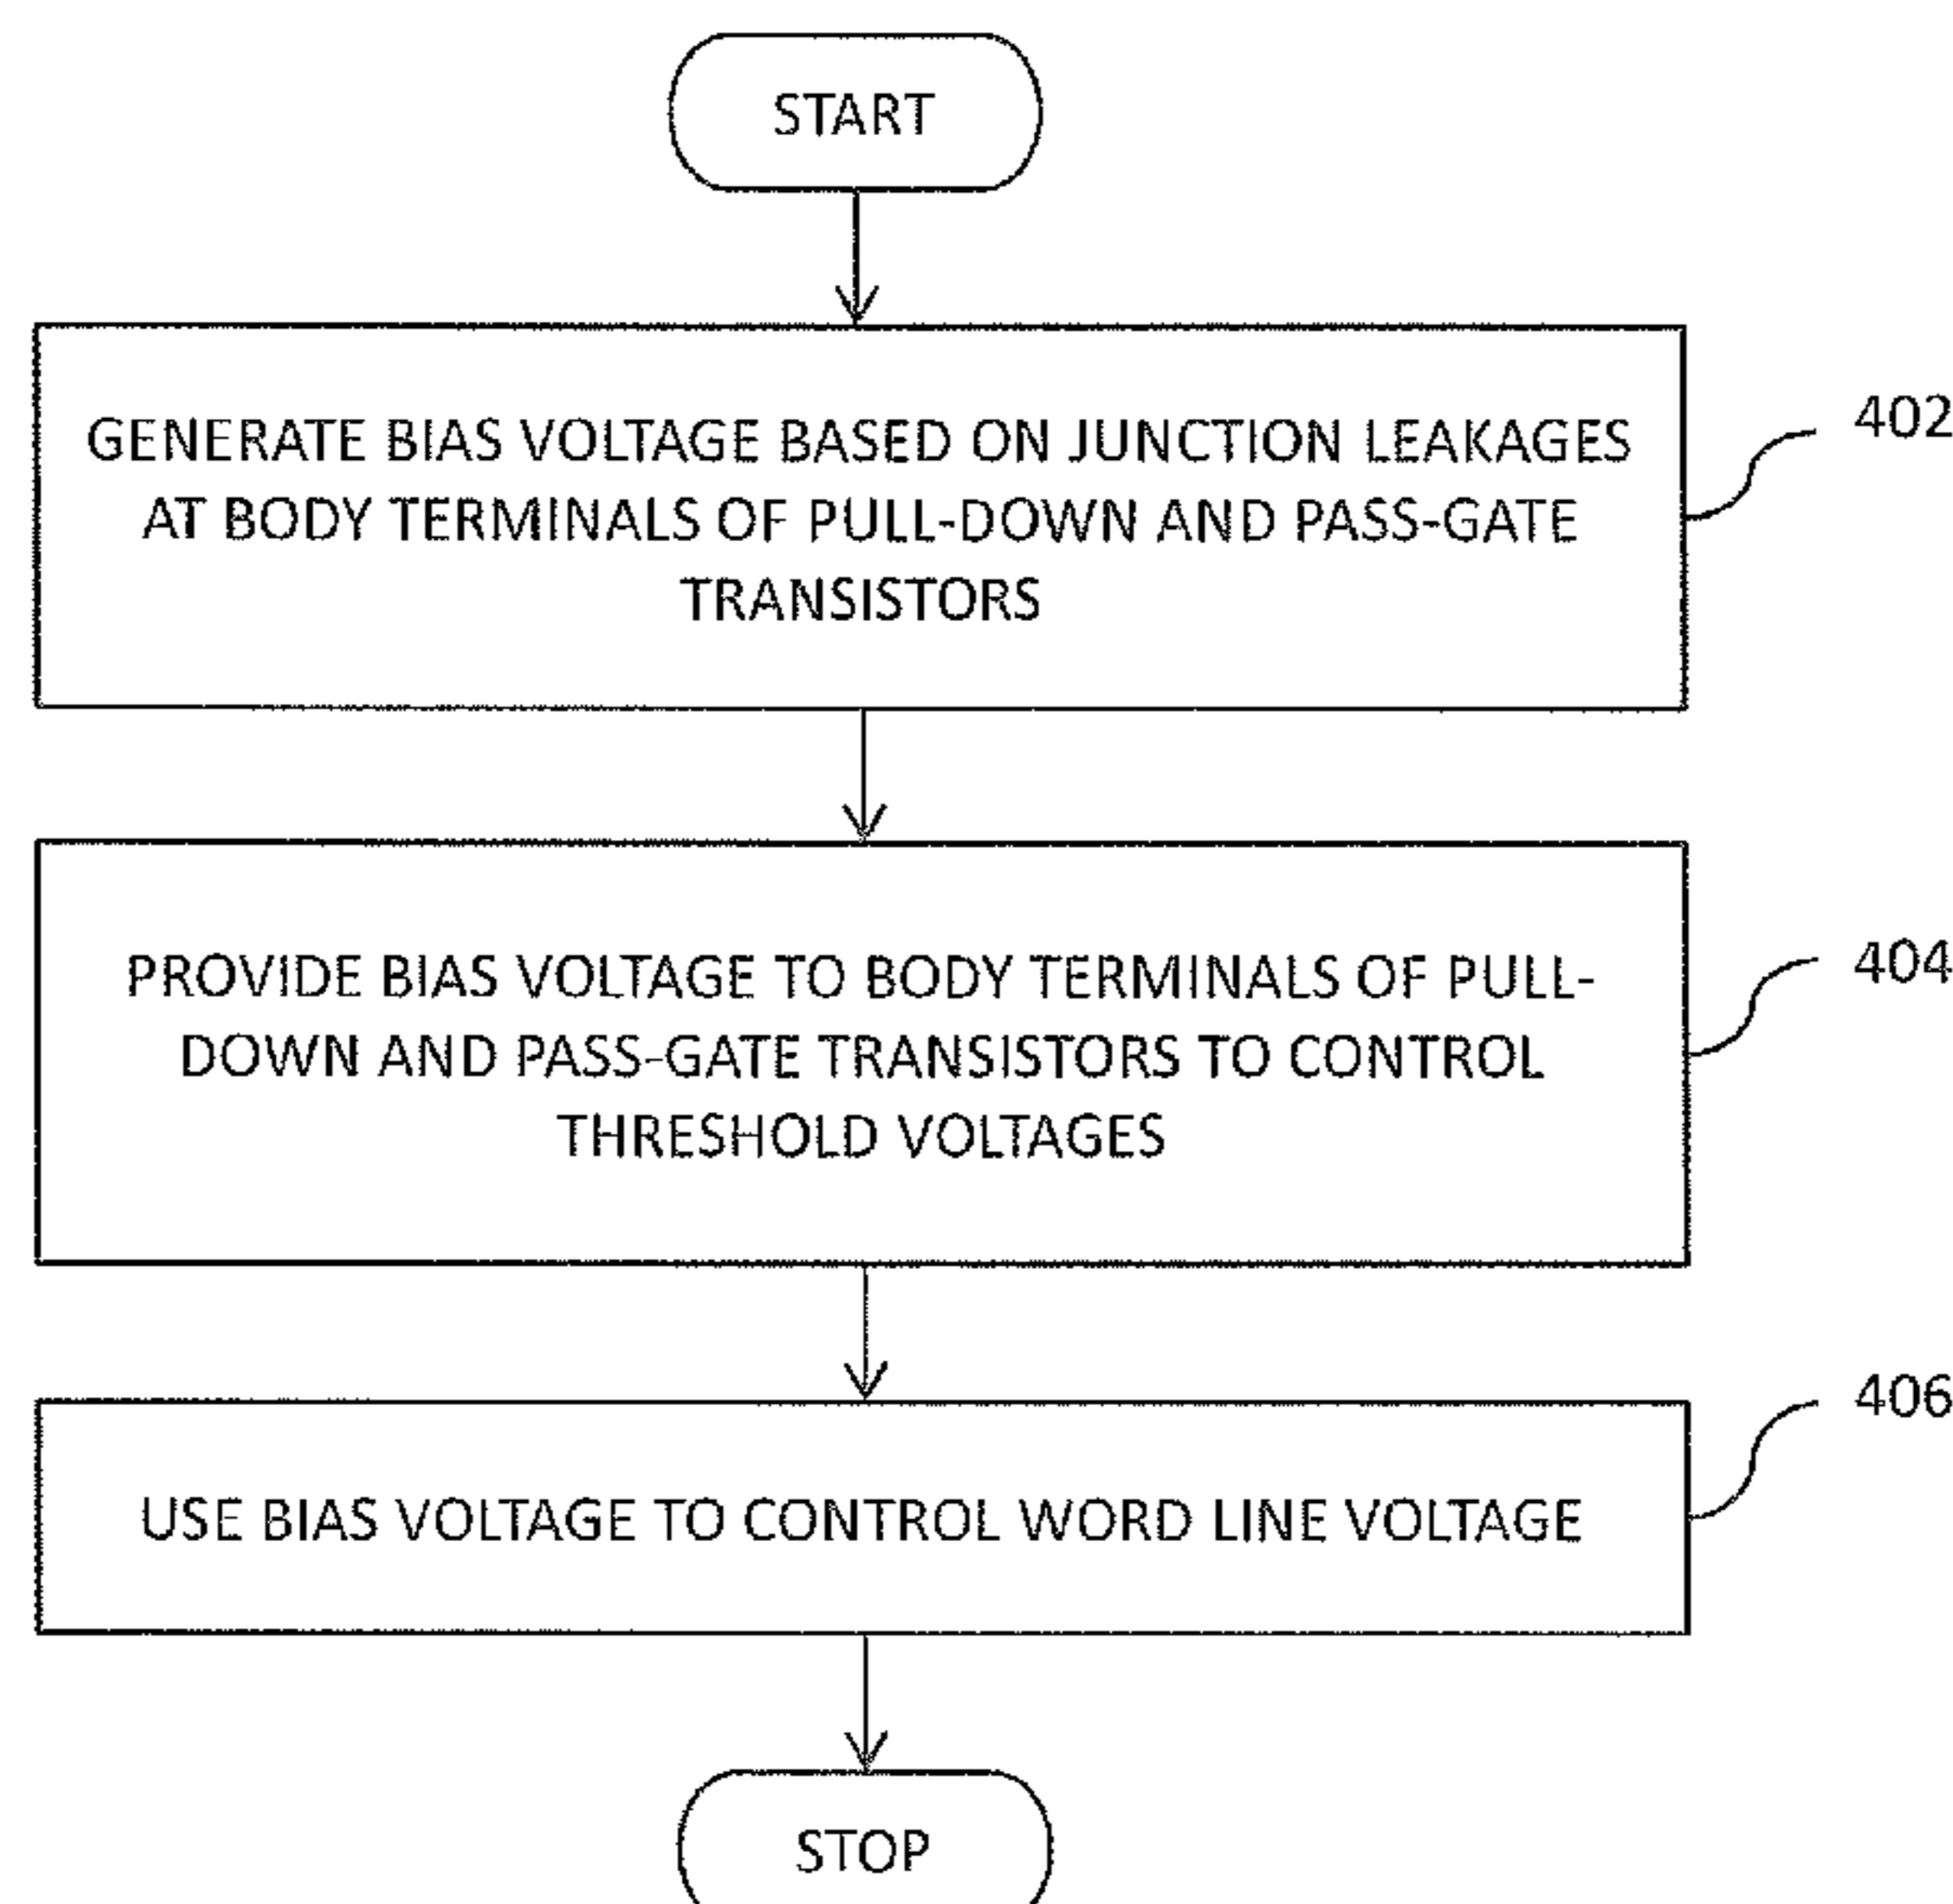 START
GENERATE BIAS VOLTAGE BASED ON JUNCTION LEAKAGES
AT BODY TERMINALS OF PULL-DOWN AND PASS-GATE
TRANSISTORS
402
PROVIDE BIAS VOLTAGE TO BODY TERMINALS OF PULL-
DOWN AND PASS-GATE TRANSISTORS TO CONTROL
THRESHOLD VOLTAGES
404
USE BIAS VOLTAGE TO CONTROL WORD LINE VOLTAGE
406
STOP